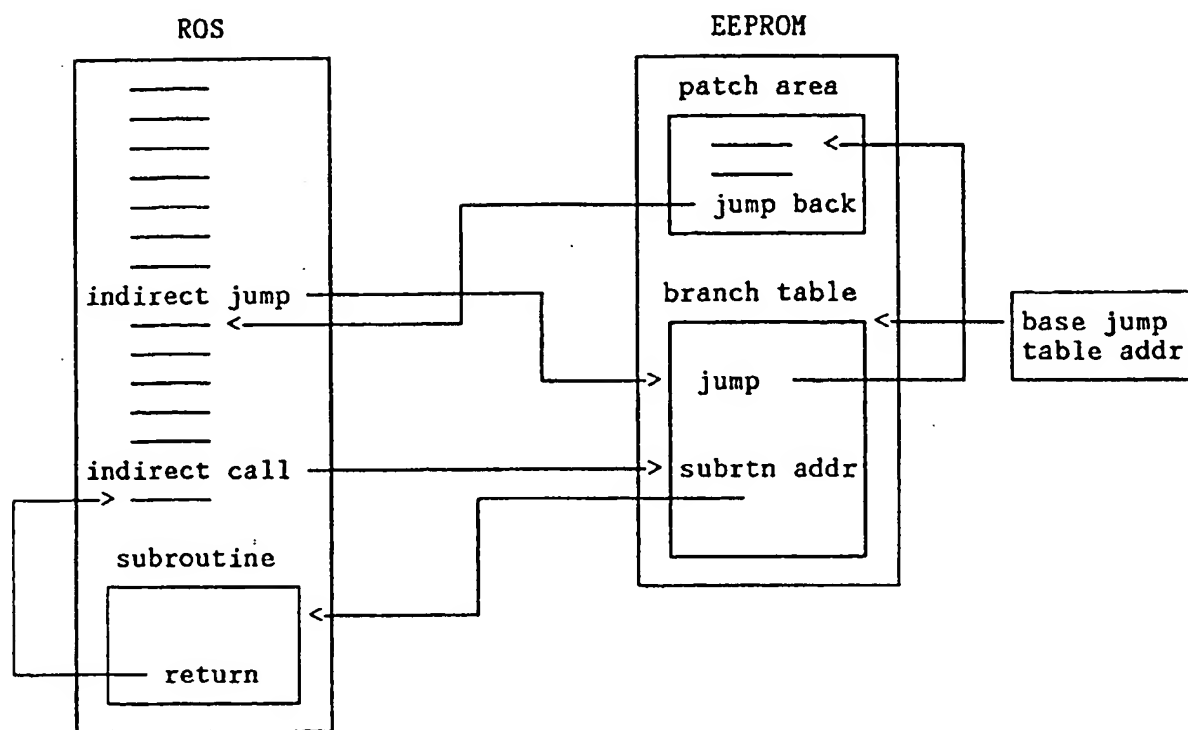 ROS
indirect jump
indirect call
subroutine
return
EEPROM
patch area
jump back
branch table
jump
subrtn addr
base jump
table addr